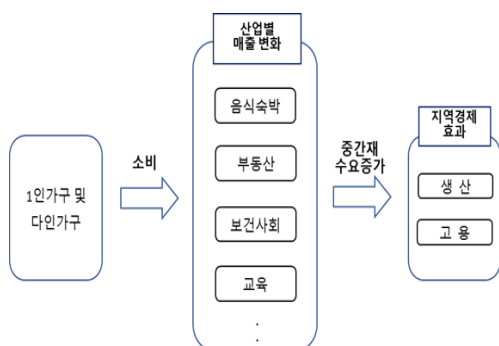 산업별
매출 변화
음식숙박
부동산
보건사회
교육
.
.
1인가구 및
다인가구
소비
중간재
수요증가
지역경제
효과
생 산
고 용